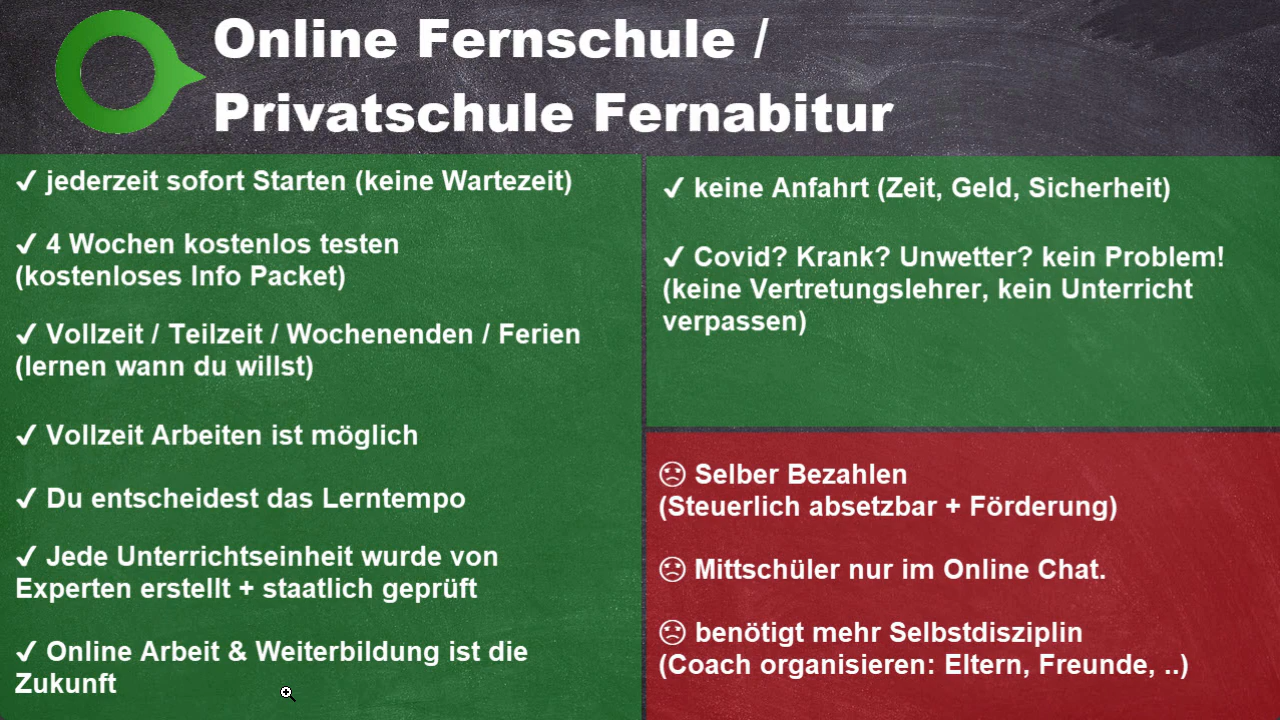 Online Fernschule /
Privatschule Fernabitur
✓ jederzeit sofort Starten (keine Wartezeit)
✓ 4 Wochen kostenlos testen
(kostenloses Info Packet)
✓ Vollzeit / Teilzeit / Wochenenden / Ferien
(lernen wann du willst)
✓ Vollzeit Arbeiten ist möglich
✓ Du entscheidest das Lerntempo
✓ Jede Unterrichtseinheit wurde von
Experten erstellt + staatlich geprüft
✓ Online Arbeit & Weiterbildung ist die
Zukunft
✓ keine Anfahrt (Zeit, Geld, Sicherheit)
✓ Covid? Krank? Unwetter? kein Problem!
(keine Vertretungslehrer, kein Unterricht
verpassen)
☹ Selber Bezahlen
(Steuerlich absetzbar + Förderung)
☹ Mittschüler nur im Online Chat.
☹ benötigt mehr Selbstdisziplin
(Coach organisieren: Eltern, Freunde, ..)